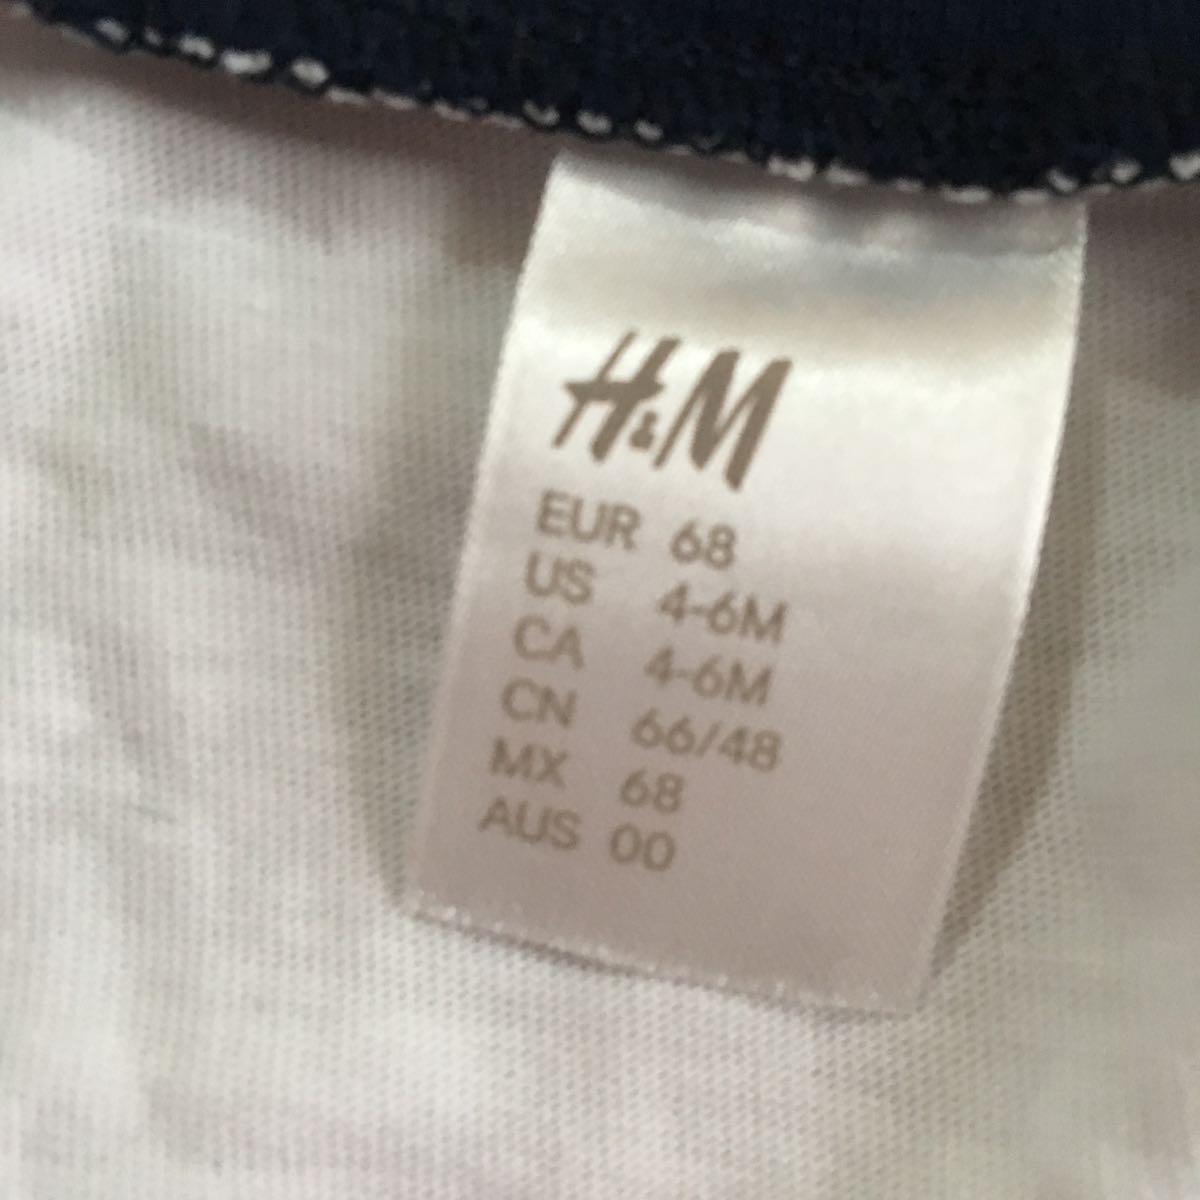 H&M
EUR 68
US 4-6M
CA 4-6M
CN 66/48
MX 68
AUS 00